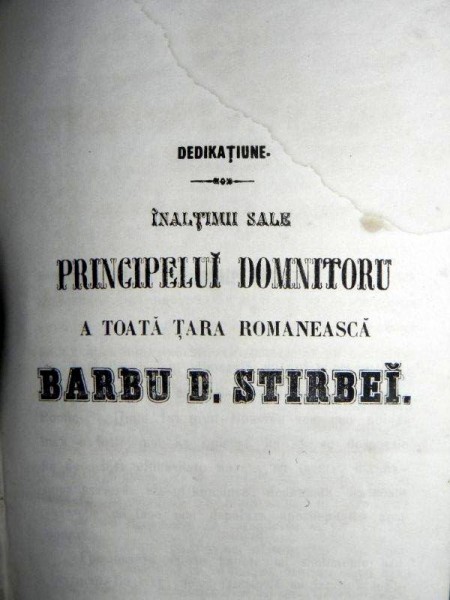 DEDIKAȚIUNE.
ÎNALȚIMII SALE
PRINCIPELUĬ DOMNITORU
A TOATĂ ȚARA ROMANEASCĂ
BARBU D. STIRBEĬ.